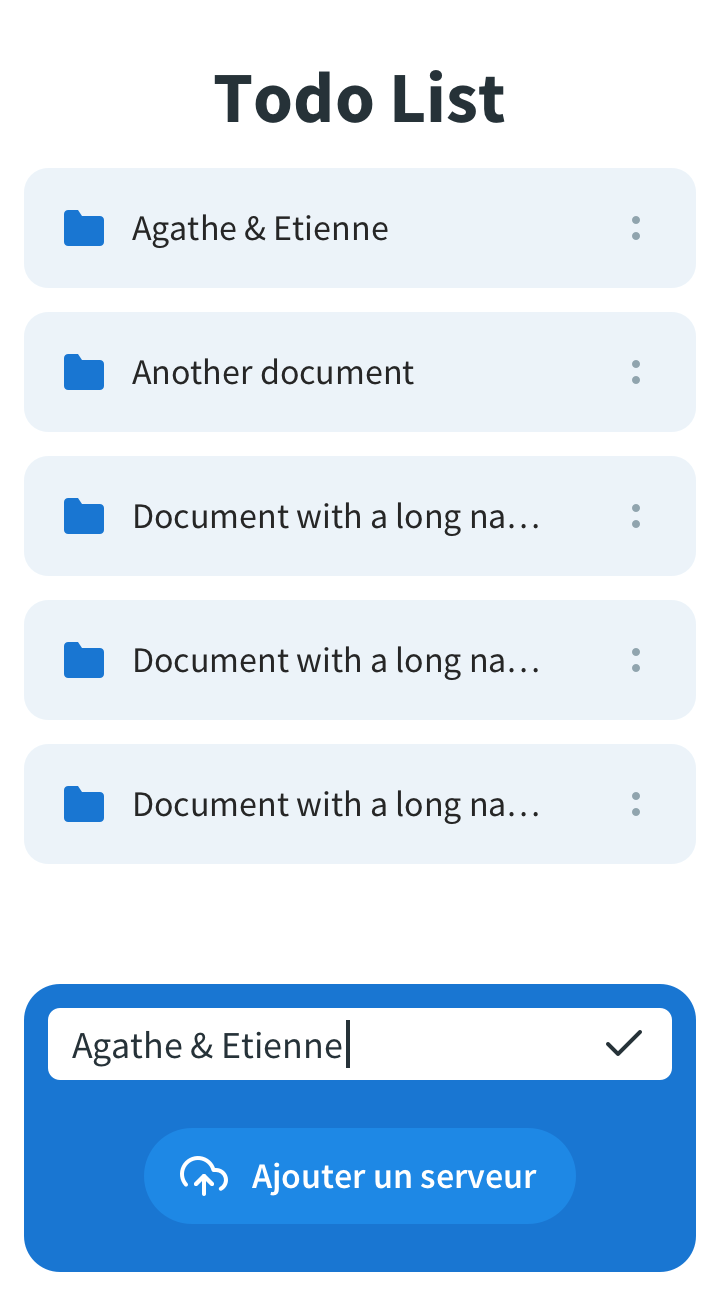 Todo List
Agathe & Etienne
Another document
Document with a long na…
Document with a long na…
Document with a long na…
Agathe & Etienne
Ajouter un serveur